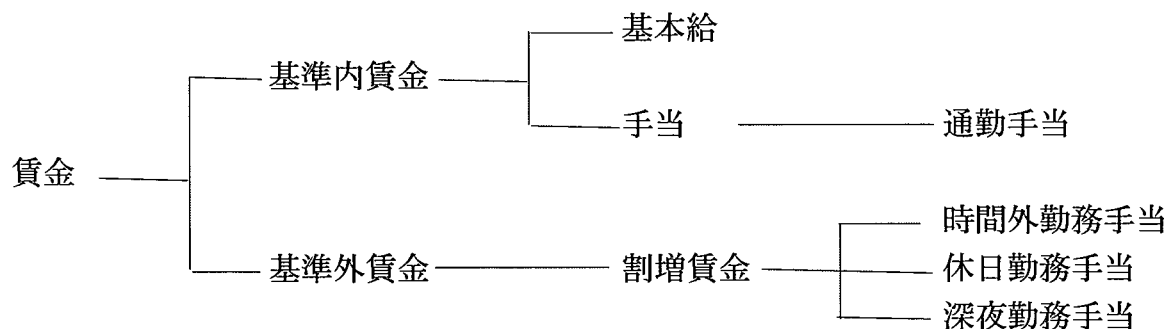 基本給
基準内賃金
手当 通勤手当
賃金
時間外勤務手当
基準外賃金 割増賃金 休日勤務手当
深夜勤務手当